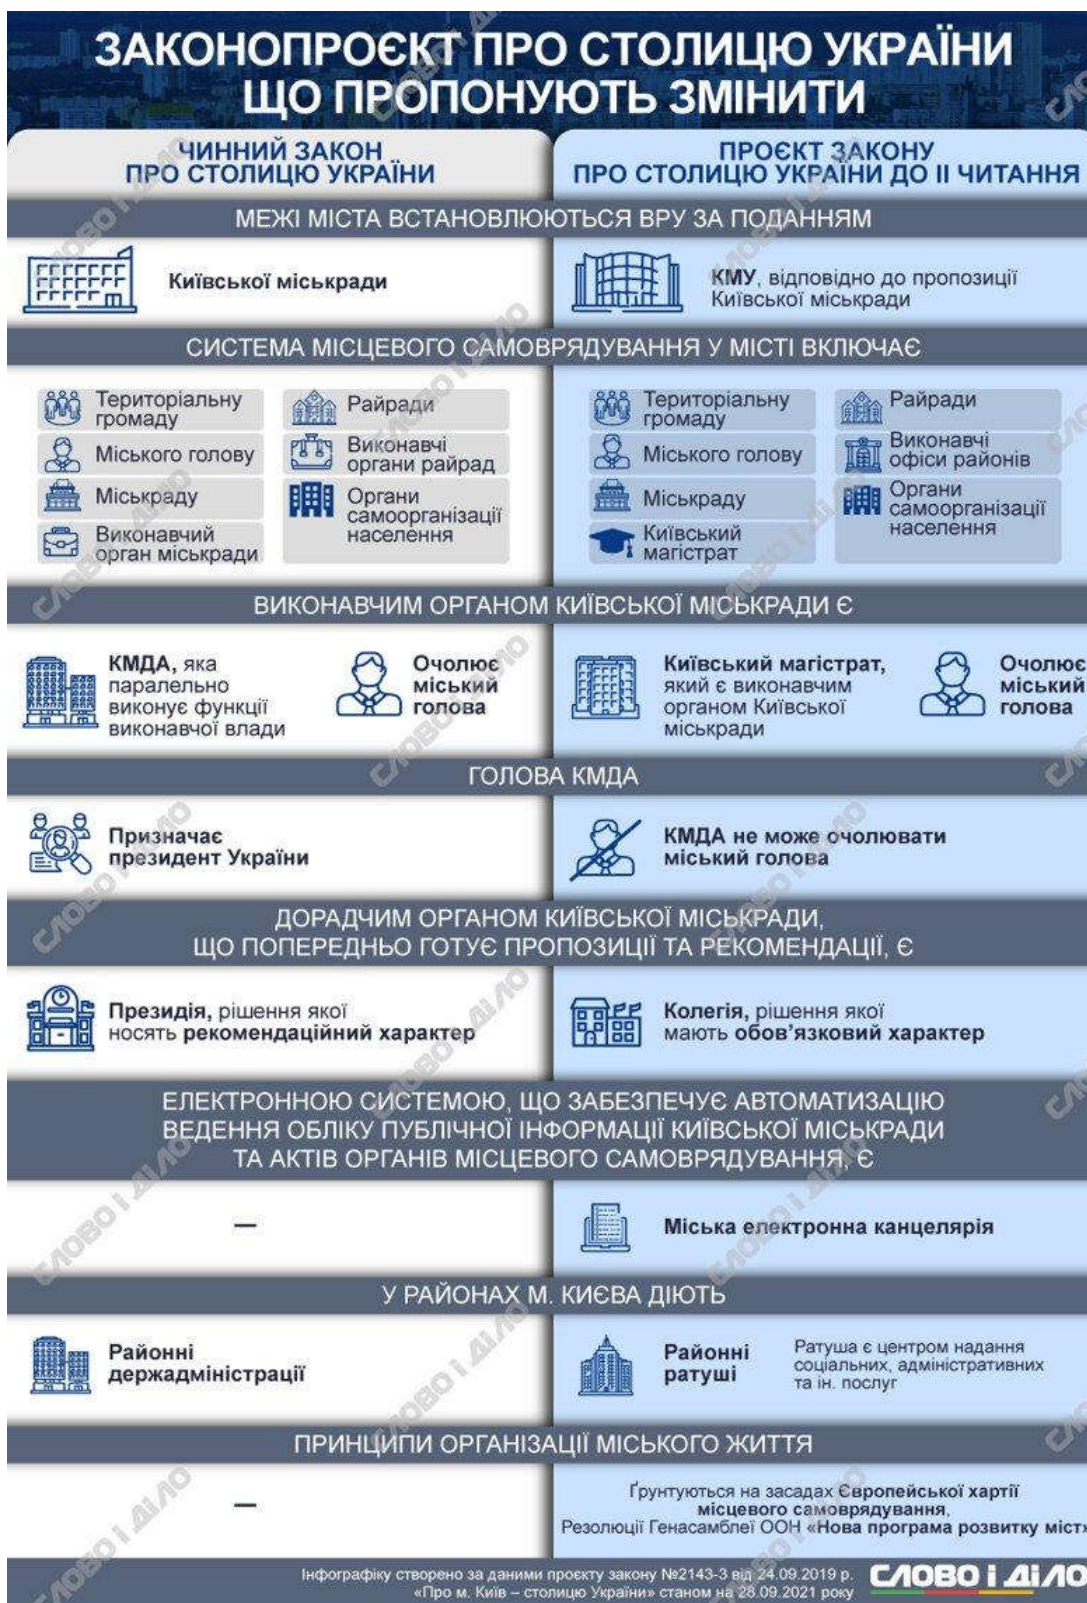 ЗАКОНОПРОЄКТ ПРО СТОЛИЦЮ УКРАЇНИ
ЩО ПРОПОНУЮТЬ ЗМІНИТИ
ЧИННИЙ ЗАКОН
ПРО СТОЛИЦЮ УКРАЇНИ
ПРОЄКТ ЗАКОНУ
ПРО СТОЛИЦЮ УКРАЇНИ ДО ІІ ЧИТАННЯ
МЕЖІ МІСТА ВСТАНОВЛЮЮТЬСЯ ВРУ ЗА ПОДАННЯМ
Київської міськради
КМУ, відповідно до пропозиції
Київської міськради
СИСТЕМА МІСЦЕВОГО САМОВРЯДУВАННЯ У МІСТІ ВКЛЮЧАЄ
Територіальну
громаду
Міського голову
Міськраду
Виконавчий
орган міськради
Райради
Виконавчі
органи райрад
Органи
самоорганізації
населення
Територіальну
громаду
Міського голову
Міськраду
Київський
магістрат
Райради
Виконавчі
офіси районів
Органи
самоорганізації
населення
ВИКОНАВЧИМ ОРГАНОМ КИЇВСЬКОЇ МІСЬКРАДИ Є
КМДА, яка
паралельно
виконує функції
виконавчої влади
Очолює
міський
голова
Київський магістрат,
який є виконавчим
органом Київської
міськради
Очолює
міський
голова
ГОЛОВА КМДА
Призначає
президент України
КМДА не може очолювати
міський голова
ДОРАДЧИМ ОРГАНОМ КИЇВСЬКОЇ МІСЬКРАДИ,
ЩО ПОПЕРЕДНЬО ГОТУЄ ПРОПОЗИЦІЇ ТА РЕКОМЕНДАЦІЇ, Є
Президія, рішення якої
носять рекомендаційний характер
Колегія, рішення якої
мають обов'язковий характер
ЕЛЕКТРОННОЮ СИСТЕМОЮ, ЩО ЗАБЕЗПЕЧУЄ АВТОМАТИЗАЦІЮ
ВЕДЕННЯ ОБЛІКУ ПУБЛІЧНОЇ ІНФОРМАЦІЇ КИЇВСЬКОЇ МІСЬКРАДИ
ТА АКТІВ ОРГАНІВ МІСЦЕВОГО САМОВРЯДУВАННЯ, Є
—
Міська електронна канцелярія
У РАЙОНАХ М. КИЄВА ДІЮТЬ
Районні
держадміністрації
Районні
ратуші
Ратуша є центром надання
соціальних, адміністративних
та ін. послуг
ПРИНЦИПИ ОРГАНІЗАЦІЇ МІСЬКОГО ЖИТТЯ
—
Ґрунтуються на засадах Європейської хартії
місцевого самоврядування,
Резолюції Генасамблеї ООН «Нова програма розвитку міст»
Інфографіку створено за даними проєкту закону №2143-3 від 24.09.2019 р.
«Про м. Київ – столицю України» станом на 28.09.2021 року
СЛОВО і ДіЛО